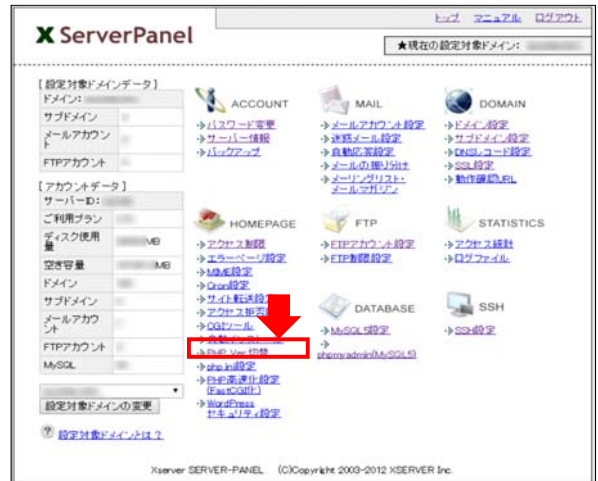 トップ マニュアル ログアウト
X ServerPanel
★現在の設定対象ドメイン:
[設定対象ドメインデータ]
ドメイン:
サブドメイン
メールアカウント
FTPアカウント
[アカウントデータ]
サーバーID:
ご利用プラン
ディスク使用量 MB
空き容量 MB
ドメイン
サブドメイン
メールアカウント
FTPアカウント
MySQL
設定対象ドメインの変更
? 設定対象ドメインとは?
ACCOUNT
パスワード変更
サーバー情報
バックアップ
MAIL
メールアカウント設定
迷惑メール設定
自動応答設定
メールの振り分け
メーリングリスト・
メールマガジン
DOMAIN
ドメイン設定
サブドメイン設定
DNSレコード設定
SSL設定
動作確認URL
HOMEPAGE
アクセス制限
エラーページ設定
MIME設定
Cron設定
サイト転送設定
アクセス拒否
CGIツール
PHP Ver.切替
php.ini設定
PHP高速化設定
(FastCGI化)
WordPress
セキュリティ設定
FTP
FTPアカウント設定
FTP制限設定
STATISTICS
アクセス統計
ログファイル
DATABASE
MySQL5設定
phpmyadmin(MySQL5)
SSH
SSH設定
Xserver SERVER-PANEL (C)Copyright 2003-2012 XSERVER Inc.